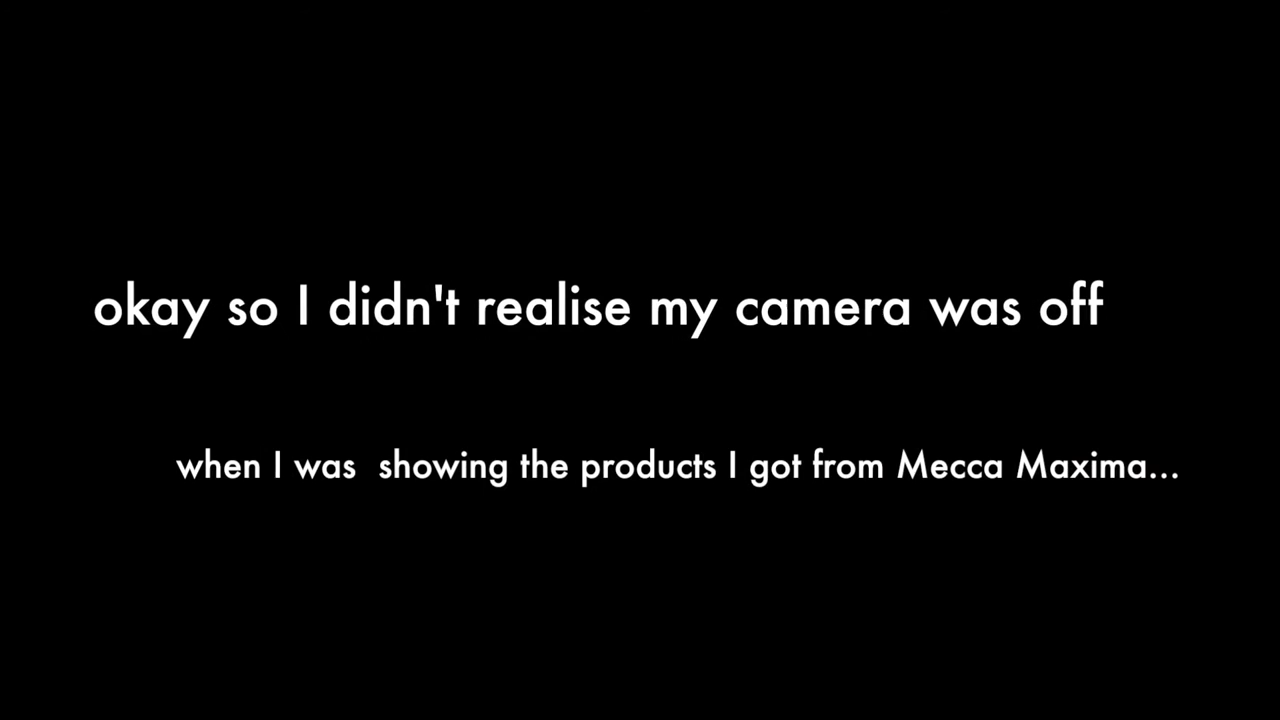 okay so I didn't realise my camera was off
when I was  showing the products I got from Mecca Maxima...